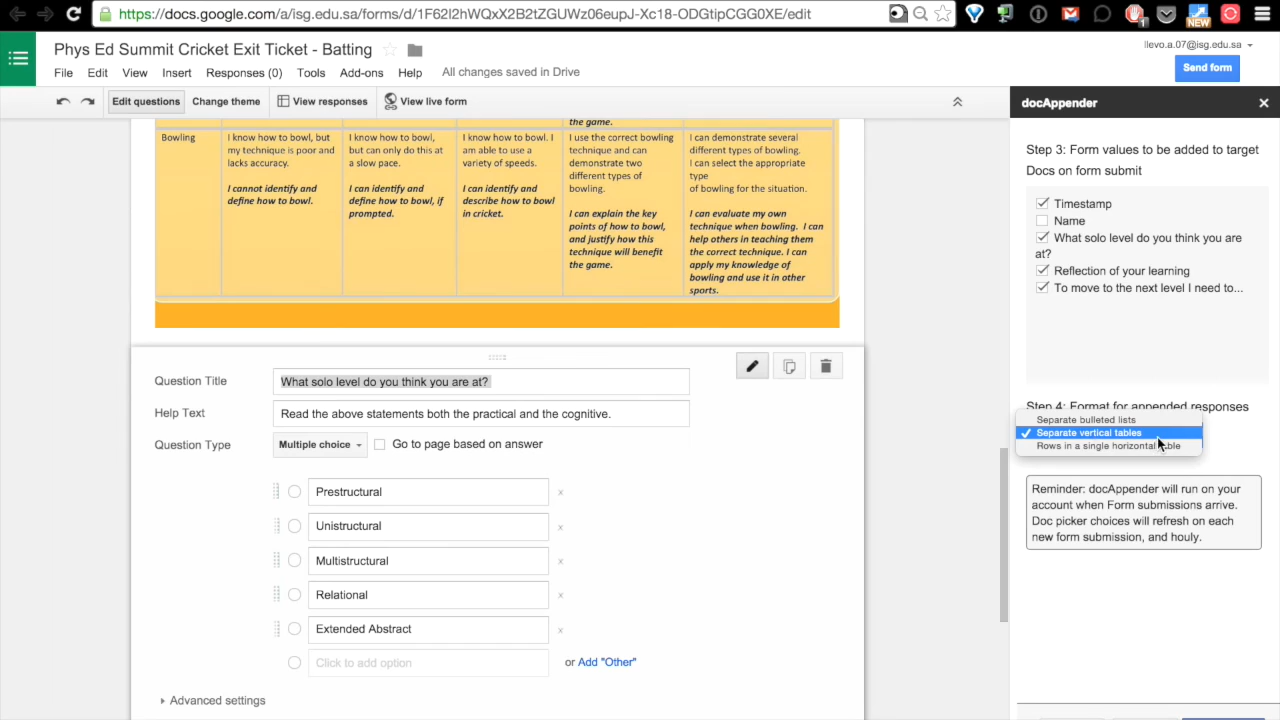 https://docs.google.com/a/isg.edu.sa/forms/d/1F62l2hWQxX2B2tZGUWz06eupJ-Xc18-ODGtipCGG0XE/edit
1
NEW
Phys Ed Summit Cricket Exit Ticket - Batting
llevo.a.07@isg.edu.sa
File Edit View Insert Responses (0) Tools Add-ons Help All changes saved in Drive
Send form
Edit questions Change theme View responses View live form
docAppender
the game.
Bowling
I know how to bowl, but
my technique is poor and
lacks accuracy.
I cannot identify and
define how to bowl.
I know how to bowl,
but can only do this at
a slow pace.
I can identify and
define how to bowl, if
prompted.
I know how to bowl. I
am able to use a
variety of speeds.
I can identify and
describe how to bowl
in cricket.
I use the correct bowling
technique and can
demonstrate two
different types of
bowling.
I can explain the key
points of how to bowl,
and justify how this
technique will benefit
the game.
I can demonstrate several
different types of bowling.
I can select the appropriate
type
of bowling for the situation.
I can evaluate my own
technique when bowling. I can
help others in teaching them
the correct technique. I can
apply my knowledge of
bowling and use it in other
sports.
Question Title
What solo level do you think you are at?
Help Text
Read the above statements both the practical and the cognitive.
Question Type
Multiple choice
Go to page based on answer
Prestructural
x
Unistructural
x
Multistructural
x
Relational
x
Extended Abstract
x
Click to add option
or Add "Other"
Advanced settings
Step 3: Form values to be added to target
Docs on form submit
Timestamp
Name
What solo level do you think you are
at?
Reflection of your learning
To move to the next level I need to...
Step 4: Format for appended responses
Separate bulleted lists
Separate vertical tables
Rows in a single horizontal table
Reminder: docAppender will run on your
account when Form submissions arrive.
Doc picker choices will refresh on each
new form submission, and houly.